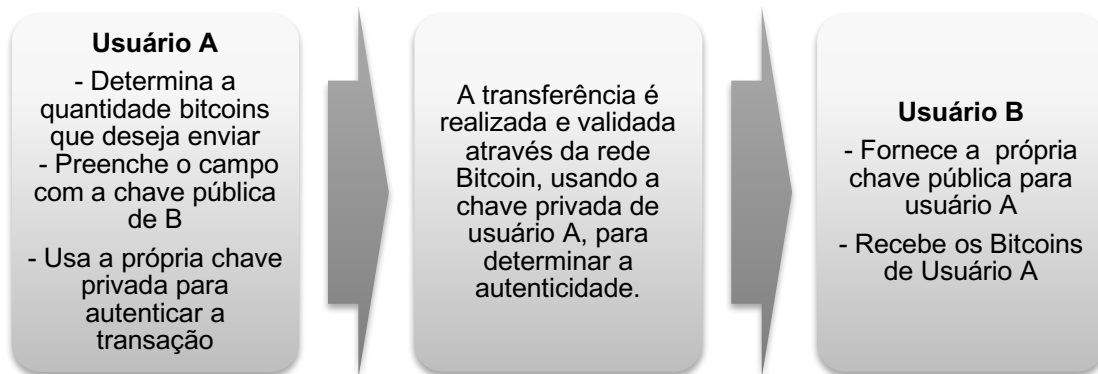 Usuário A
- Determina a
quantidade bitcoins
que deseja enviar
- Preenche o campo
com a chave pública
de B
- Usa a própria chave
privada para
autenticar a
transação
A transferência é
realizada e validada
através da rede
Bitcoin, usando a
chave privada de
usuário A, para
determinar a
autenticidade.
Usuário B
- Fornece a própria
chave pública para
usuário A
- Recebe os Bitcoins
de Usuário A